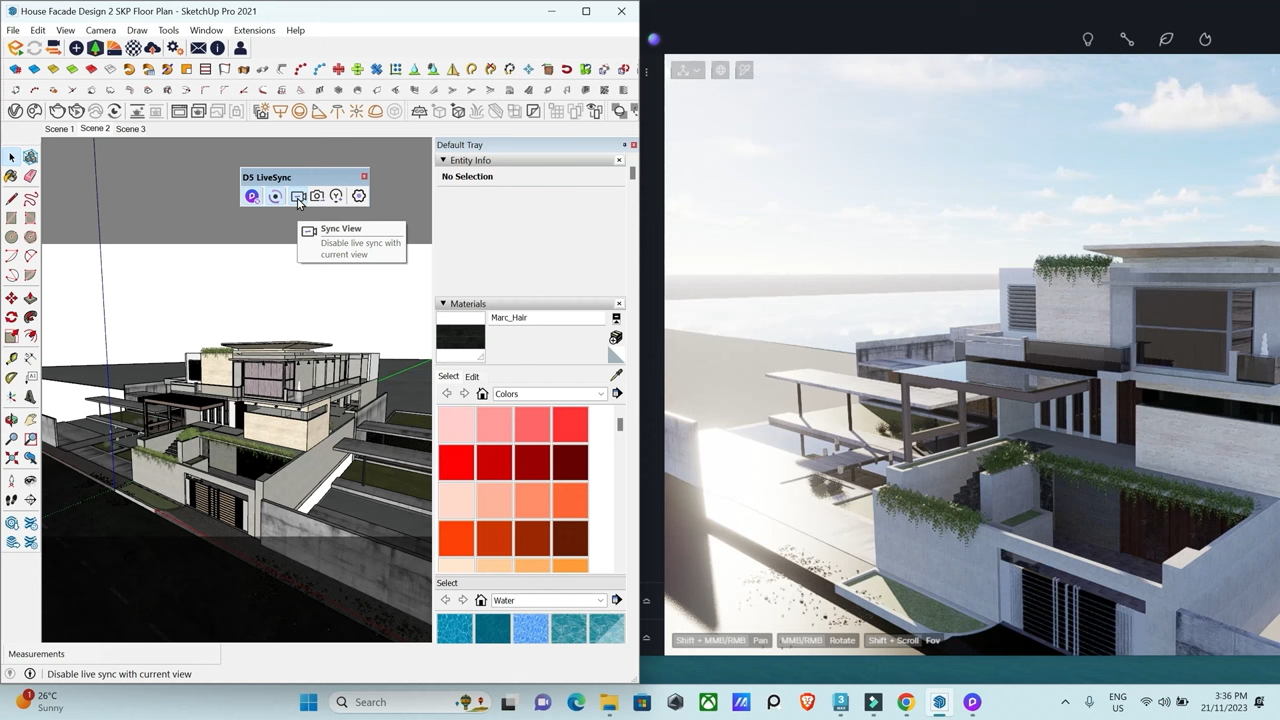 House Facade Design 2 SKP Floor Plan - SketchUp Pro 2021
File Edit View Camera Draw Tools Window Extensions Help
Scene 1 Scene 2 Scene 3
D5 LiveSync
Sync View
Disable live sync with
current view
Default Tray
Entity Info
No Selection
Materials
Marc_Hair
Select Edit
Colors
Select
Water
Shift + MMB/RMB Pan MMB/RMB Rotate Shift + Scroll Fov
Measurements
Disable live sync with current view
26°C
Sunny
Search
ENG
US
3:36 PM
21/11/2023